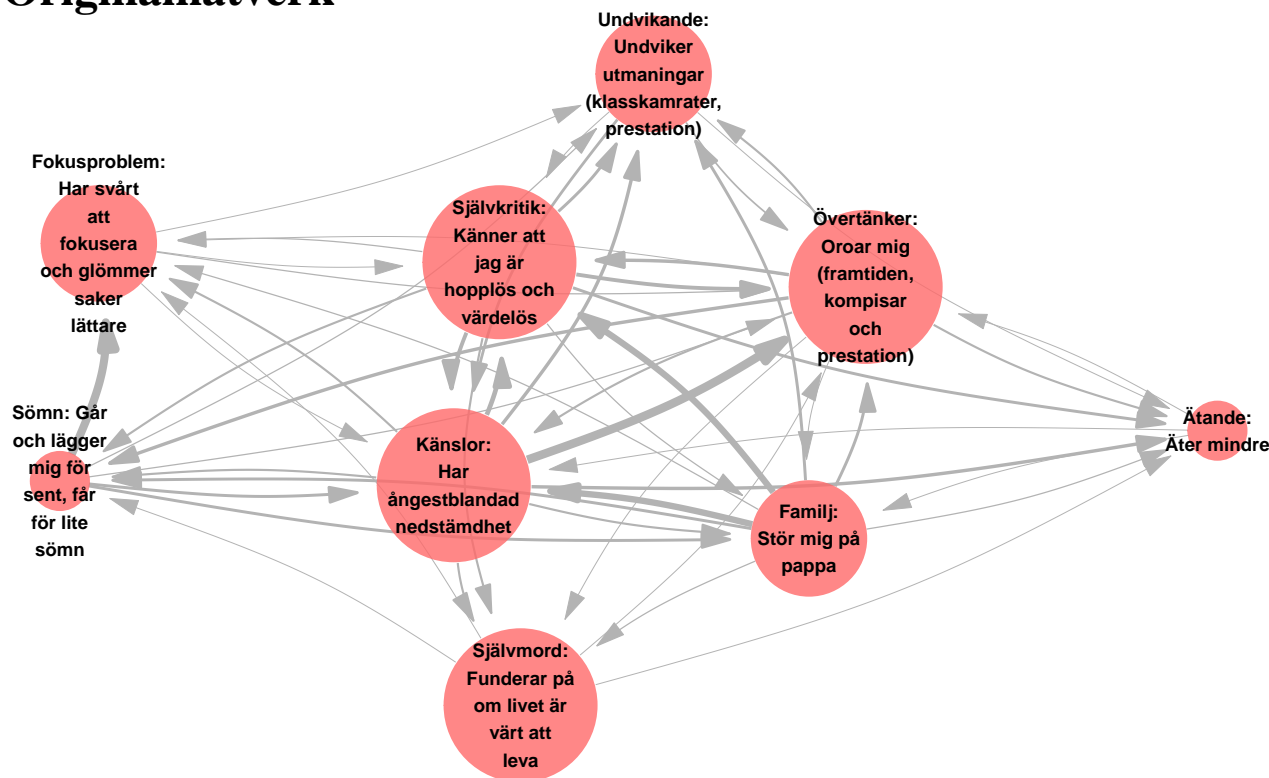 Originalnätverk
Undvikande:
Undviker
utmaningar
(klasskamrater,
prestation)
Fokusproblem:
Har svårt
att
fokusera
och glömmer
saker
lättare
Självkritik:
Känner att
jag är
hopplös och
värdelös
Övertänker:
Oroar mig
(framtiden,
kompisar
och
prestation)
Sömn: Går
och lägger
mig för
sent, får
för lite
sömn
Känslor:
Har
ångestblandad
nedstämdhet
Ätande:
Äter mindre
Familj:
Stör mig på
pappa
Självmord:
Funderar på
om livet är
värt att
leva